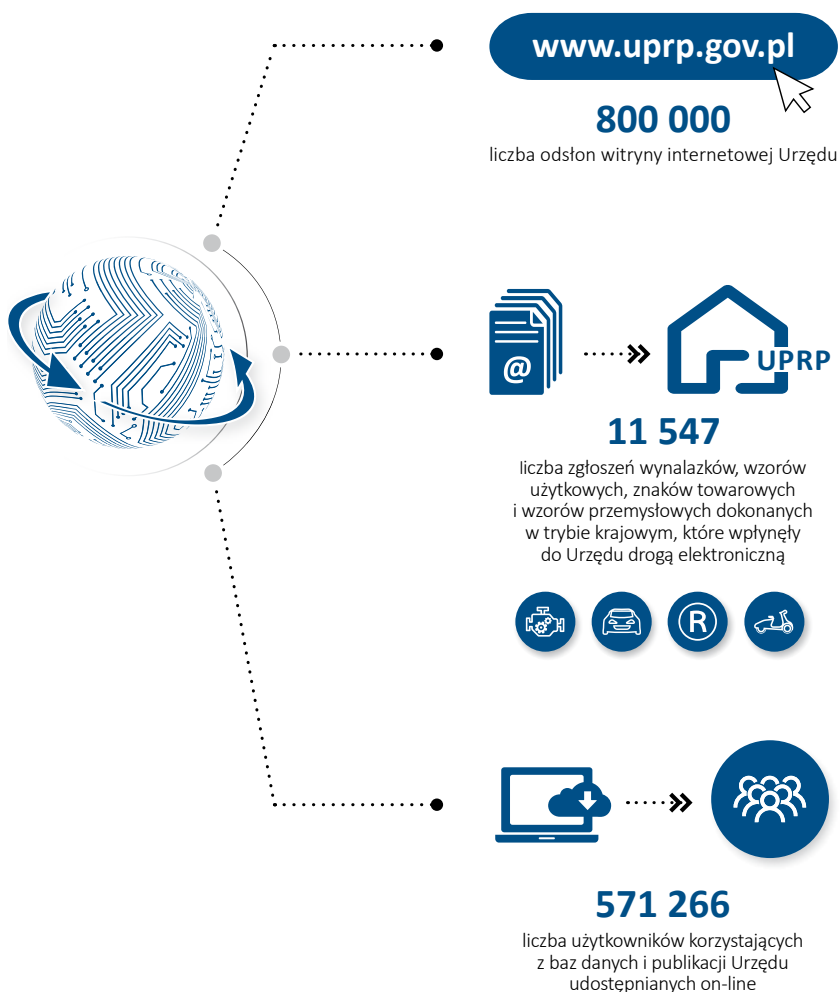 www.uprp.gov.pl
800 000
liczba odsłon witryny internetowej Urzędu
@
UPRP
11 547
liczba zgłoszeń wynalazków, wzorów
użytkowych, znaków towarowych
i wzorów przemysłowych dokonanych
w trybie krajowym, które wpłynęły
do Urzędu drogą elektroniczną
R
571 266
liczba użytkowników korzystających
z baz danych i publikacji Urzędu
udostępnianych on-line